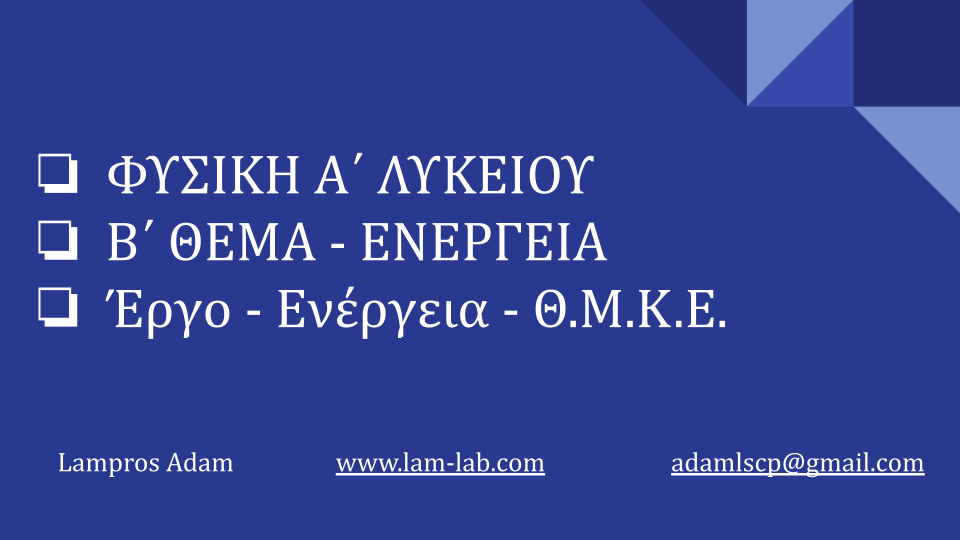 ❏ ΦΥΣΙΚΗ Α΄ ΛΥΚΕΙΟΥ
❏ Β΄ ΘΕΜΑ - ΕΝΕΡΓΕΙΑ
❏ Έργο - Ενέργεια - Θ.Μ.Κ.Ε.
Lampros Adam www.lam-lab.com adamlscp@gmail.com